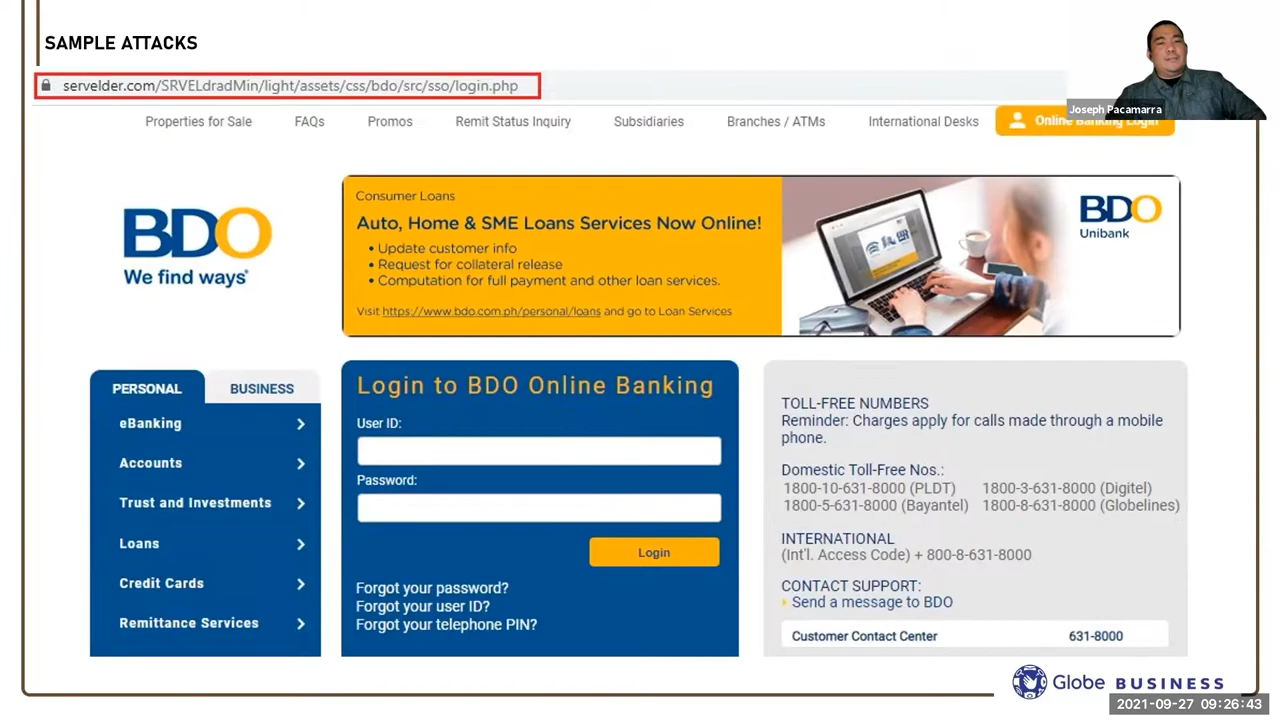 SAMPLE ATTACKS
Joseph Pacamarra
servelder.com/SRVELdradMin/light/assets/css/bdo/src/sso/login.php
Properties for Sale FAQs Promos Remit Status Inquiry Subsidiaries Branches / ATMs International Desks Online Banking Login
BDO
We find ways
Consumer Loans
Auto, Home & SME Loans Services Now Online!
• Update customer info
• Request for collateral release
• Computation for full payment and other loan services.
Visit https://www.bdo.com.ph/personal/loans and go to Loan Services
BDO
Unibank
PERSONAL BUSINESS
eBanking
Accounts
Trust and Investments
Loans
Credit Cards
Remittance Services
Login to BDO Online Banking
User ID:
Password:
Login
Forgot your password?
Forgot your user ID?
Forgot your telephone PIN?
TOLL-FREE NUMBERS
Reminder: Charges apply for calls made through a mobile
phone.
Domestic Toll-Free Nos.:
1800-10-631-8000 (PLDT) 1800-3-631-8000 (Digitel)
1800-5-631-8000 (Bayantel) 1800-8-631-8000 (Globelines)
INTERNATIONAL
(Int'l. Access Code) + 800-8-631-8000
CONTACT SUPPORT:
Send a message to BDO
Customer Contact Center 631-8000
Globe BUSINESS
2021-09-27 09:26:43